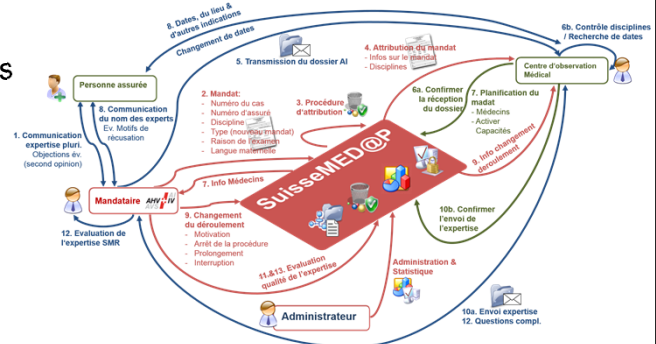 s
8. Dates, du lieu &
d'autres indications
Changement de dates
5. Transmission du dossier AI
4. Attribution du mandat
- Infos sur le mandat
- Disciplines
6b. Contrôle disciplines
/ Recherche de dates
Centre d'observation
Médical
Personne assurée
8. Communication
du nom des experts
Ev. Motifs de
récusation
1. Communication
expertise pluri.
Objections év.
(second opinion)
2. Mandat:
- Numéro du cas
- Numéro d'assuré
- Discipline
- Type (nouveau mandat)
- Raison de l'examen
- Langue maternelle
3. Procédure
d'attribution
6a. Confirmer
la réception
du dossier
7. Planification du
madat
- Médecins
- Activer
Capacités
9. Info changement
deroulement
SuisseMED@P
7. Info Médecins
Mandataire
AHV IV
12. Evaluation de
l'expertise SMR
9. Changement
du déroulement
- Motivation
- Arrêt de la procédure
- Prolongement
- Interruption
11.&13. Evaluation
qualité de l'expertise
10b. Confirmer
l'envoi de
l'expertise
Administration &
Statistique
Administrateur
10a. Envoi expertise
12. Questions compl.